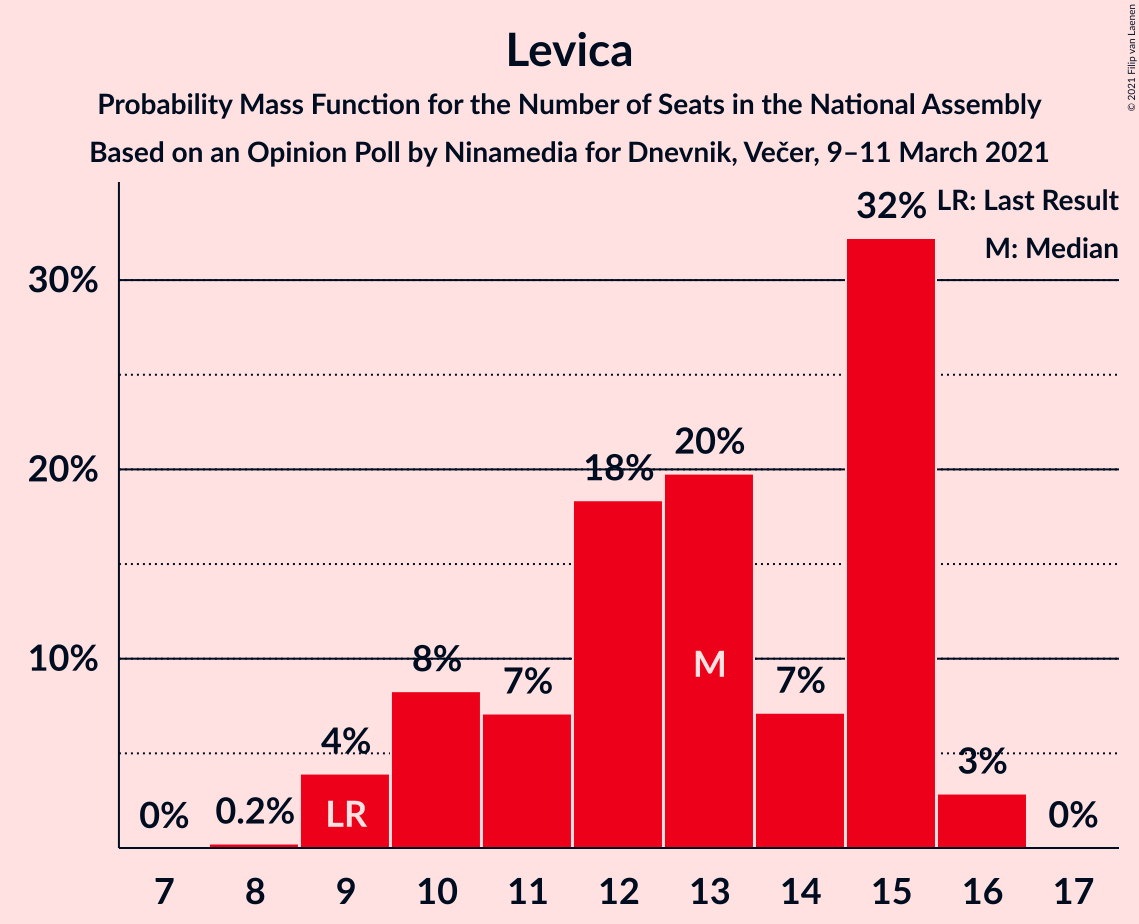 Levica
Probability Mass Function for the Number of Seats in the National Assembly
Based on an Opinion Poll by Ninamedia for Dnevnik, Večer, 9–11 March 2021
© 2021 Filip van Laenen
LR: Last Result
M: Median
30%
20%
10%
0%
0.2%
4%
8%
7%
18%
20%
7%
32%
3%
0%
LR
M
7 8 9 10 11 12 13 14 15 16 17